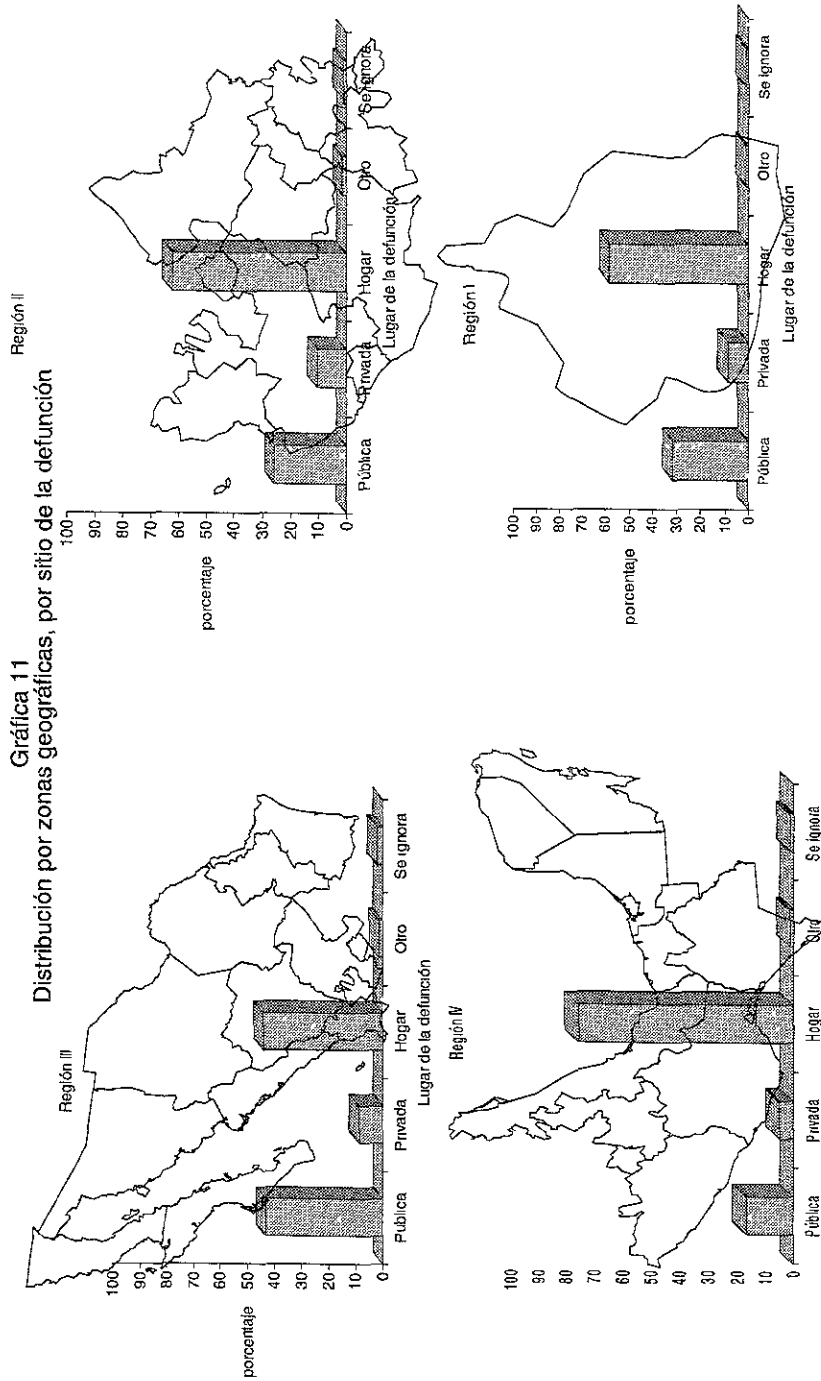 Gráfica 11
Distribución por zonas geográficas, por sitio de la defunción
Región III
porcentaje
100
90
80
70
60
50
40
30
20
10
0
Publica
Privada
Hogar
Otro
Se ignora
Lugar de la defunción
Región II
porcentaje
100
90
80
70
60
50
40
30
20
10
0
Pública
Privada
Hogar
Otro
Se ignora
Lugar de la defunción
Región IV
100
90
80
70
60
50
40
30
20
10
0
Pública
Privada
Hogar
Otro
Se ignora
Región I
porcentaje
100
90
80
70
60
50
40
30
20
10
0
Pública
Privada
Hogar
Otro
Se ignora
Lugar de la defunción